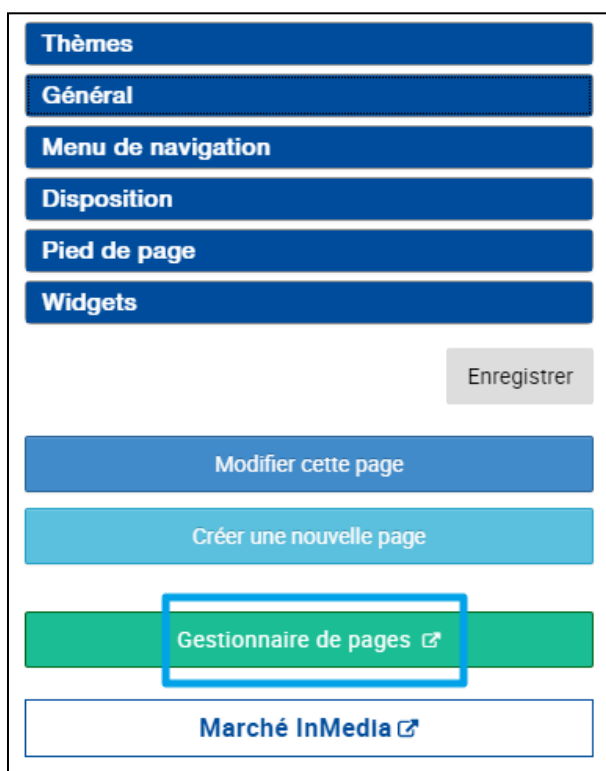 Thèmes
Général
Menu de navigation
Disposition
Pied de page
Widgets
Enregistrer
Modifier cette page
Créer une nouvelle page
Gestionnaire de pages
Marché InMedia